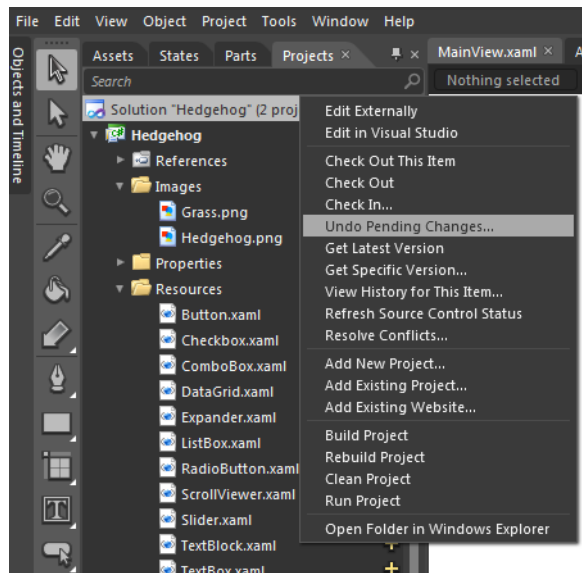 File Edit View Object Project Tools Window Help
Objects and Timeline
Assets States Parts Projects × × MainView.xaml × A
Search
Nothing selected
Solution "Hedgehog" (2 proj
Hedgehog
References
Images
Grass.png
Hedgehog.png
Properties
Resources
Button.xaml
Checkbox.xaml
ComboBox.xaml
DataGrid.xaml
Expander.xaml
ListBox.xaml
RadioButton.xaml
ScrollViewer.xaml
Slider.xaml
TextBlock.xaml
TextBox.xaml
Edit Externally
Edit in Visual Studio
Check Out This Item
Check Out
Check In...
Undo Pending Changes...
Get Latest Version
Get Specific Version...
View History for This Item...
Refresh Source Control Status
Resolve Conflicts...
Add New Project...
Add Existing Project...
Add Existing Website...
Build Project
Rebuild Project
Clean Project
Run Project
Open Folder in Windows Explorer